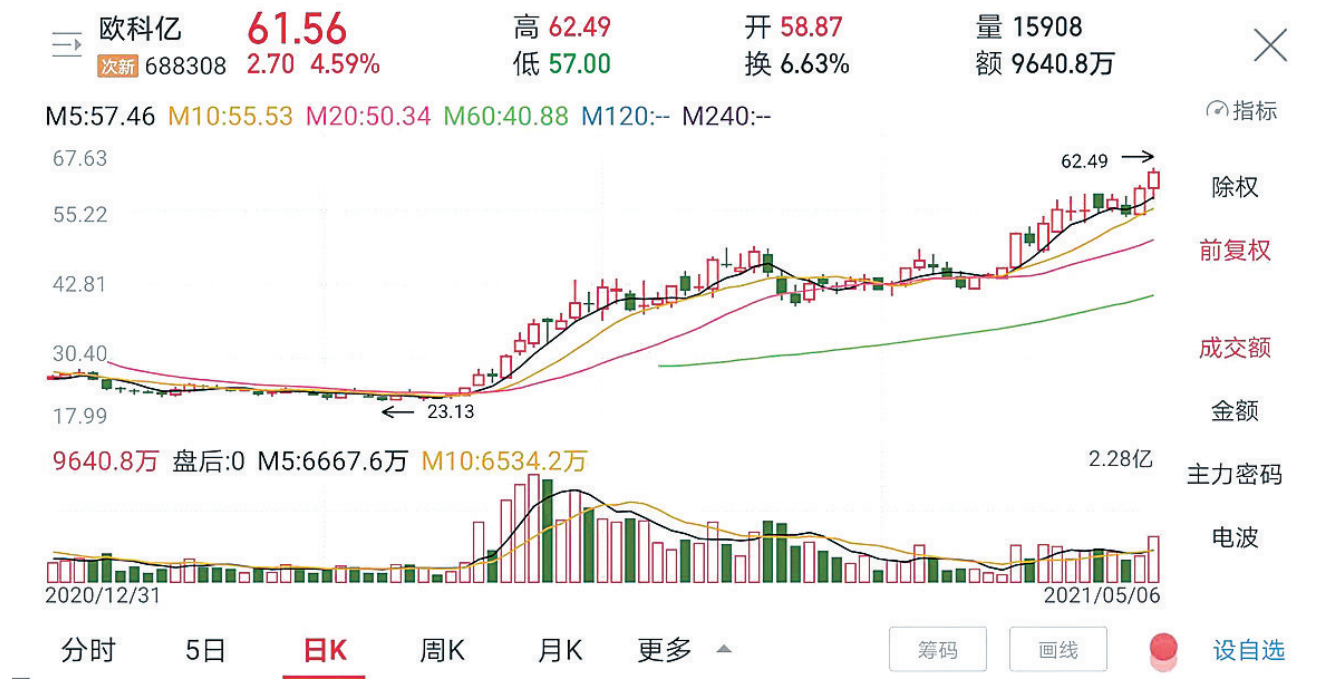 欧科亿 61.56 高 62.49 开 58.87 量 15908
次新 688308 2.70 4.59% 低 57.00 换 6.63% 额 9640.8万
M5:57.46 M10:55.53 M20:50.34 M60:40.88 M120:-- M240:-- 指标
67.63
62.49
除权
55.22
前复权
42.81
成交额
30.40
金额
17.99
23.13
9640.8万 盘后:0 M5:6667.6万 M10:6534.2万 2.28亿
主力密码
电波
2020/12/31 2021/05/06
分时 5日 日K 周K 月K 更多 筹码 画线 设自选